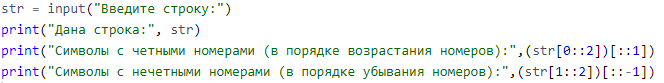 str = input("Введите строку:")
print("Дана строка:", str)
print("Символы с четными номерами (в порядке возрастания номеров):",(str[0::2])[::1])
print("Символы с нечетными номерами (в порядке убывания номеров):",(str[1::2])[::-1])